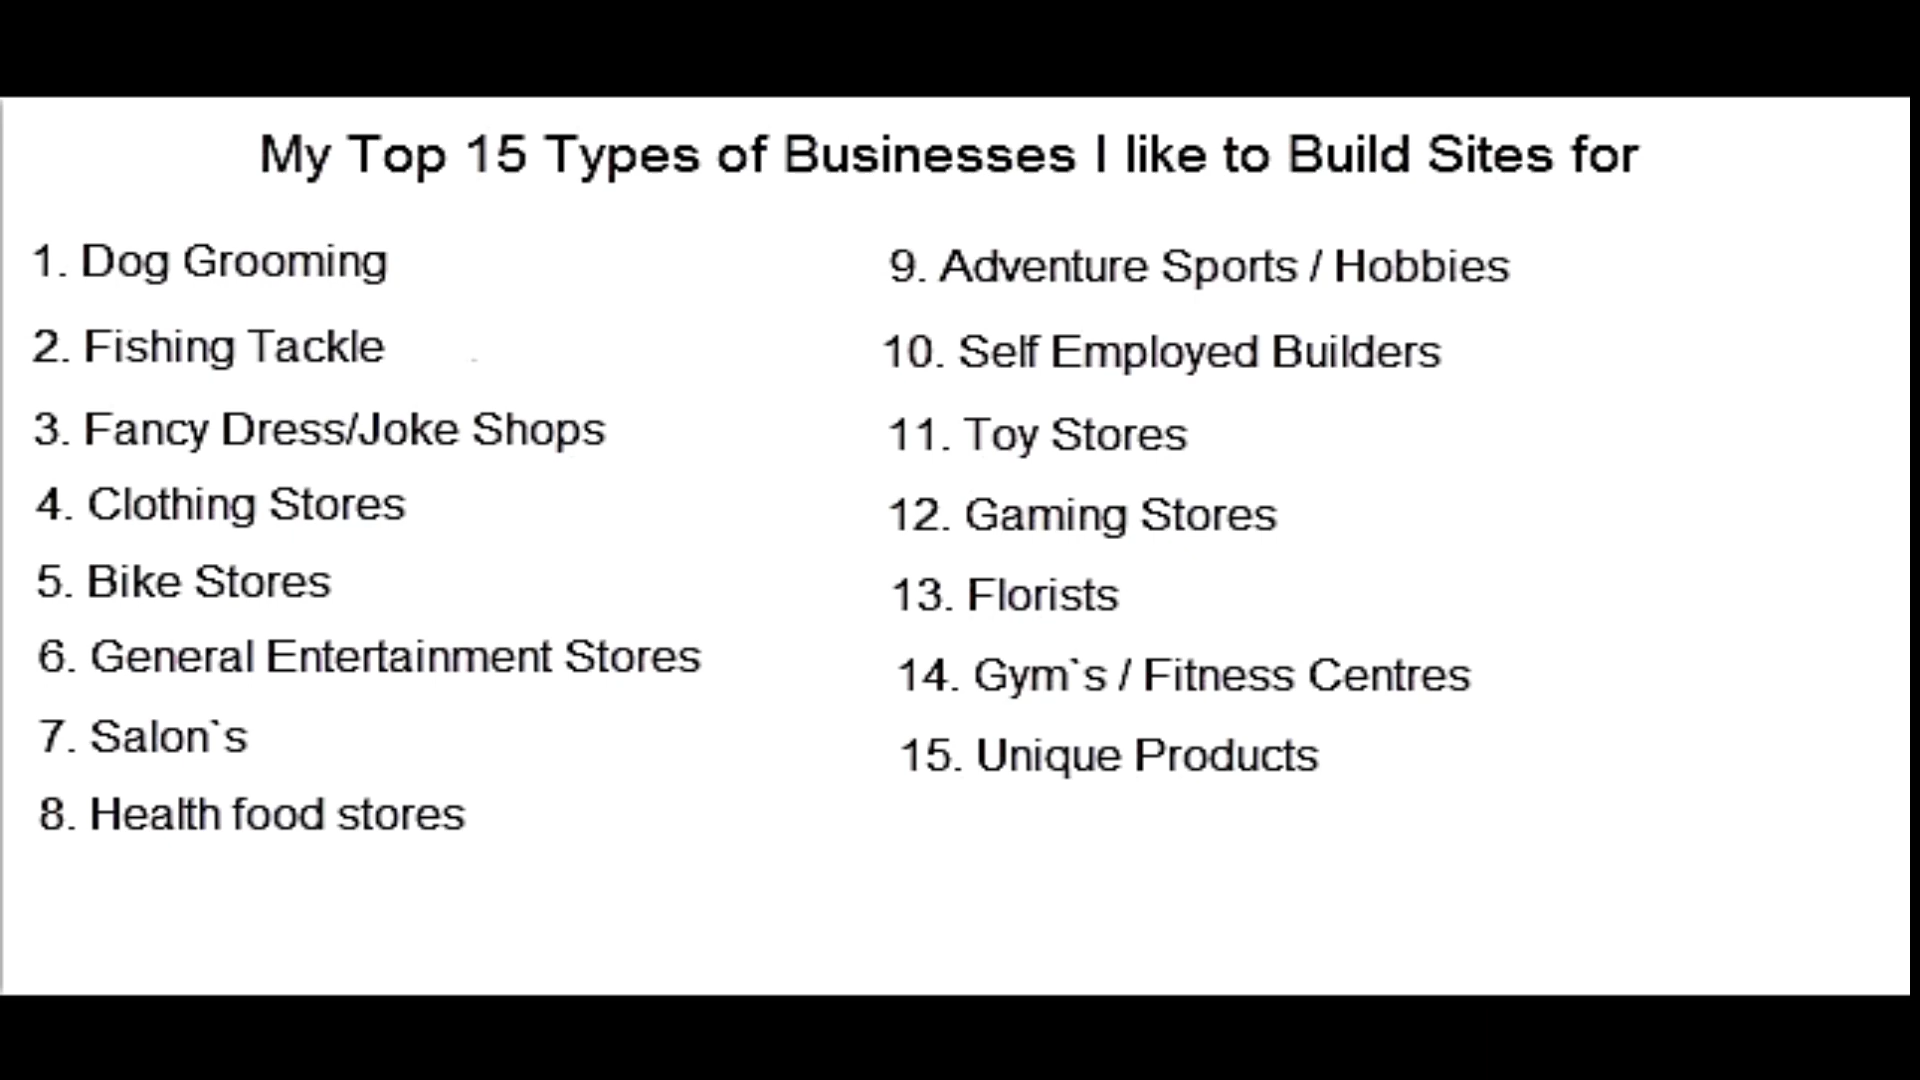 My Top 15 Types of Businesses I like to Build Sites for
1. Dog Grooming
2. Fishing Tackle
3. Fancy Dress/Joke Shops
4. Clothing Stores
5. Bike Stores
6. General Entertainment Stores
7. Salon`s
8. Health food stores
9. Adventure Sports / Hobbies
10. Self Employed Builders
11. Toy Stores
12. Gaming Stores
13. Florists
14. Gym`s / Fitness Centres
15. Unique Products